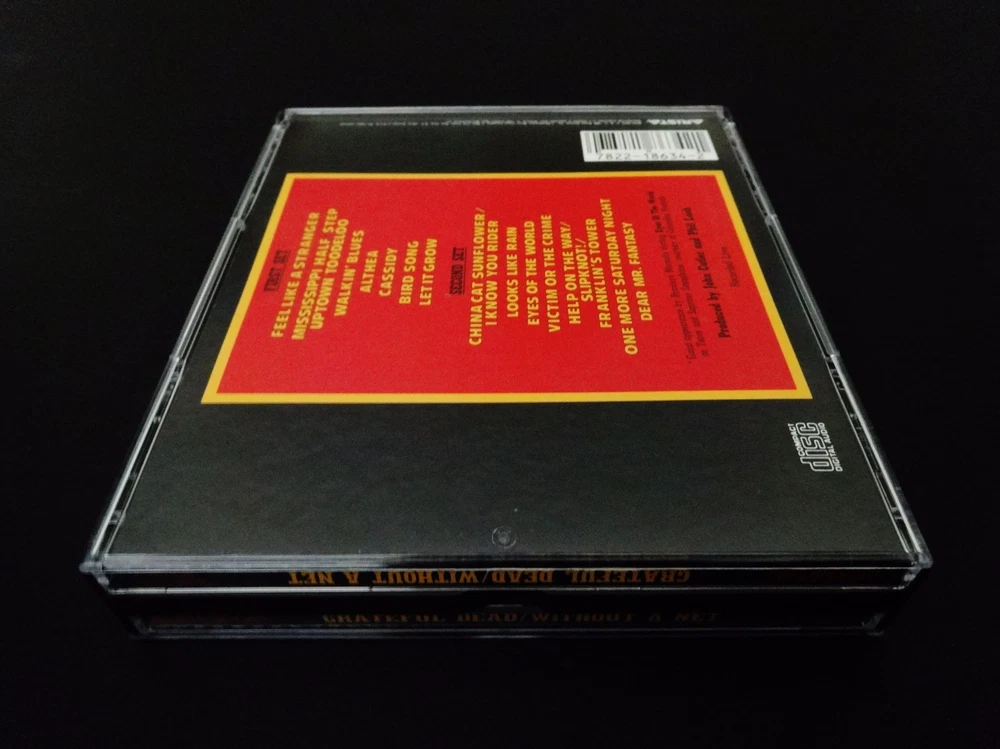 FIRST SET
FEEL LIKE A STRANGER
MISSISSIPPI HALF STEP
UPTOWN TOODELOO
WALKIN' BLUES
ALTHEA
CASSIDY
BIRD SONG
LET IT GROW
SECOND SET
CHINA CAT SUNFLOWER/
I KNOW YOU RIDER
LOOKS LIKE RAIN
EYES OF THE WORLD
VICTIM OR THE CRIME
HELP ON THE WAY/
SLIPKNOT!/
FRANKLIN'S TOWER
ONE MORE SATURDAY NIGHT
DEAR MR. FANTASY
Produced by John Cutler and Phil Lesh
Recorded Live
ARISTA
7822-18634-2
COMPACT
disc
DIGITAL AUDIO
GRATEFUL DEAD/WITHOUT A NET
GRATEFUL DEAD/WITHOUT A NET